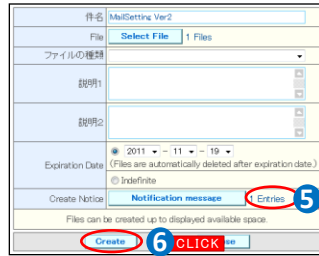 件名 MailSetting Ver2
File Select File 1 Files
ファイルの種類
説明1
説明2
Expiration Date 2011 - 11 - 19
(Files are automatically deleted after expiration date.)
Indefinite
Create Notice Notification message 1 Entries 5
Files can be created up to displayed available space.
Create 6 CLICK se